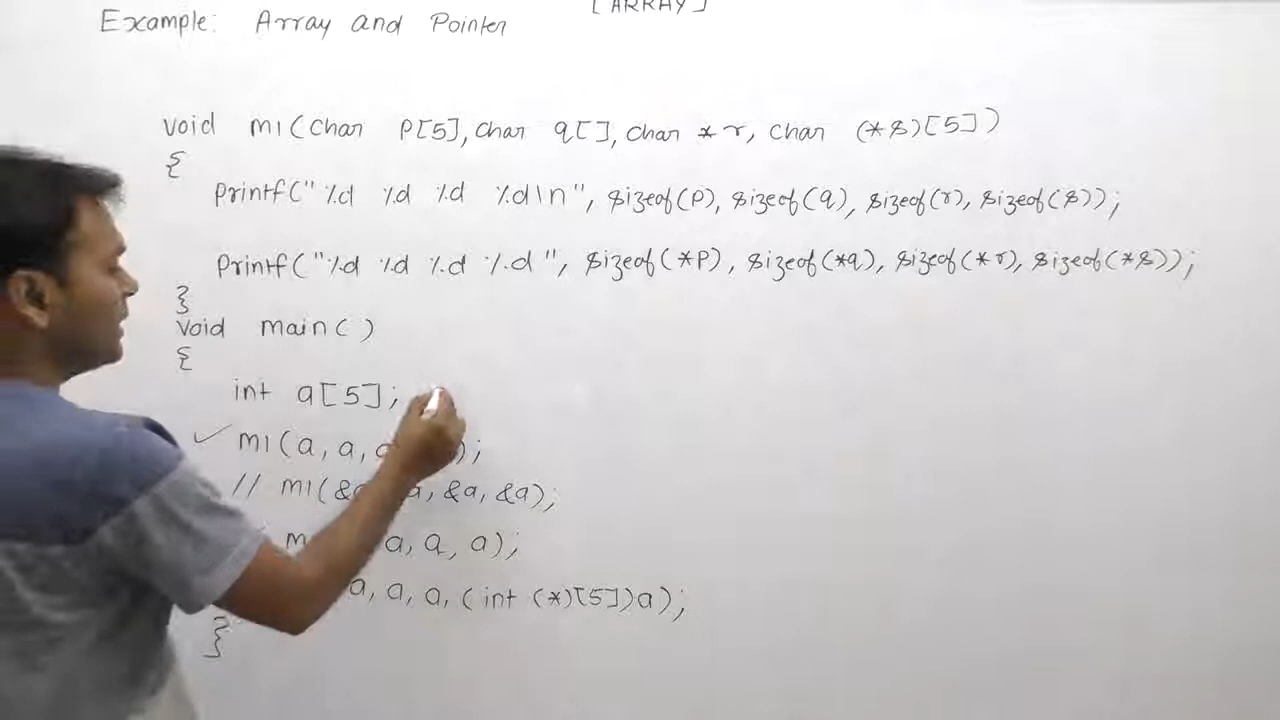 [ARRAY]
Example: Array and Pointer
void m1(char p[5], char q[], char *r, char (*s)[5])
{
printf("%d %d %d %d\n", sizeof(p), sizeof(q), sizeof(r), sizeof(s));
printf("%d %d %d %d", sizeof(*p), sizeof(*q), sizeof(*r), sizeof(*s));
}
void main( )
{
int a[5];
✓ m1(a, a, );
// m1(& a, &a, &a);
m a, a, a);
a, a, a, (int (*)[5])a);
}